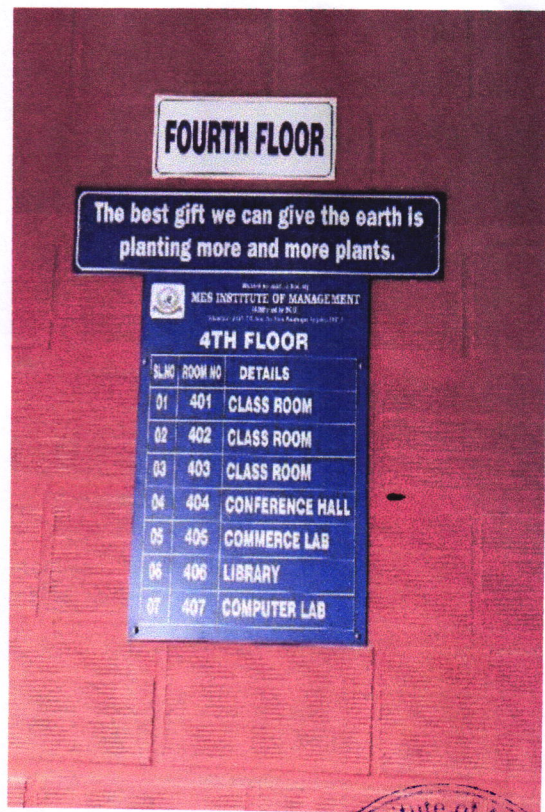 FOURTH FLOOR
The best gift we can give the earth is
planting more and more plants.
MES INSTITUTE OF MANAGEMENT
4TH FLOOR
SL.NO ROOM NO DETAILS
01 401 CLASS ROOM
02 402 CLASS ROOM
03 403 CLASS ROOM
04 404 CONFERENCE HALL
05 405 COMMERCE LAB
06 406 LIBRARY
07 407 COMPUTER LAB